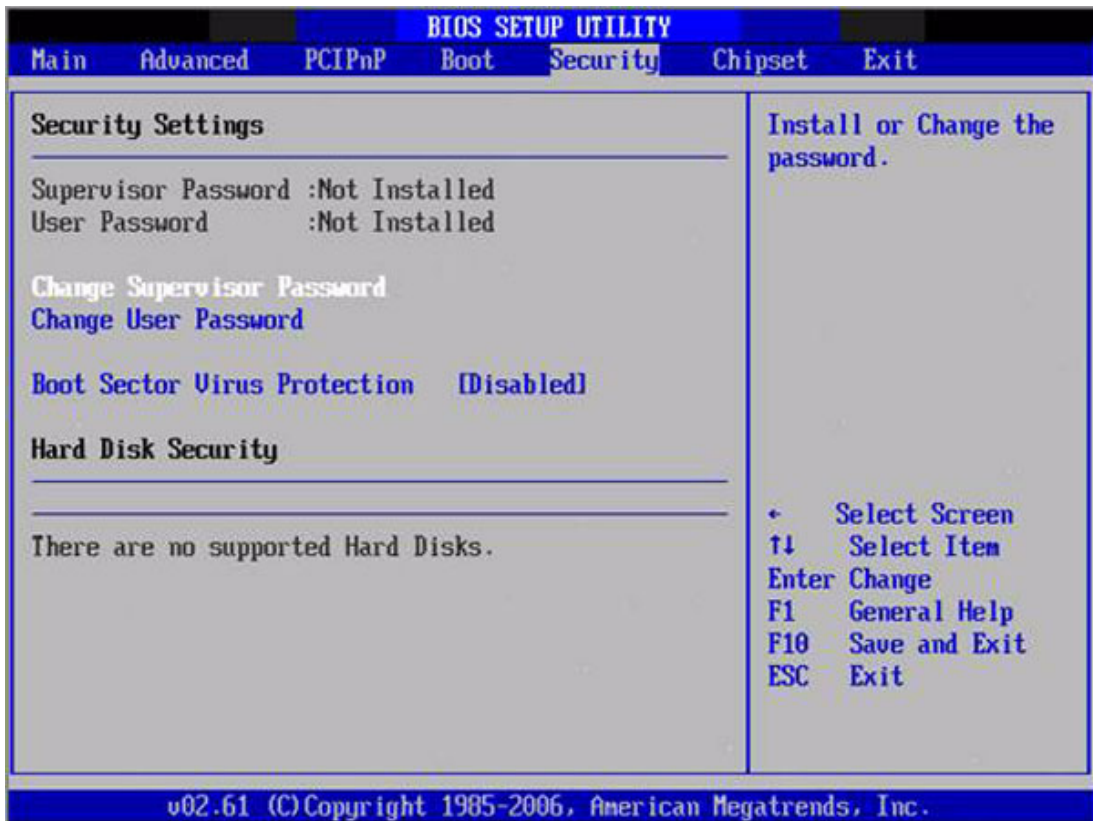 BIOS SETUP UTILITY
Main Advanced PCIPnP Boot Security Chipset Exit
Security Settings
Supervisor Password :Not Installed
User Password :Not Installed
Change Supervisor Password
Change User Password
Boot Sector Virus Protection [Disabled]
Hard Disk Security
There are no supported Hard Disks.
Install or Change the
password.
← Select Screen
↑↓ Select Item
Enter Change
F1 General Help
F10 Save and Exit
ESC Exit
v02.61 (C)Copyright 1985-2006, American Megatrends, Inc.